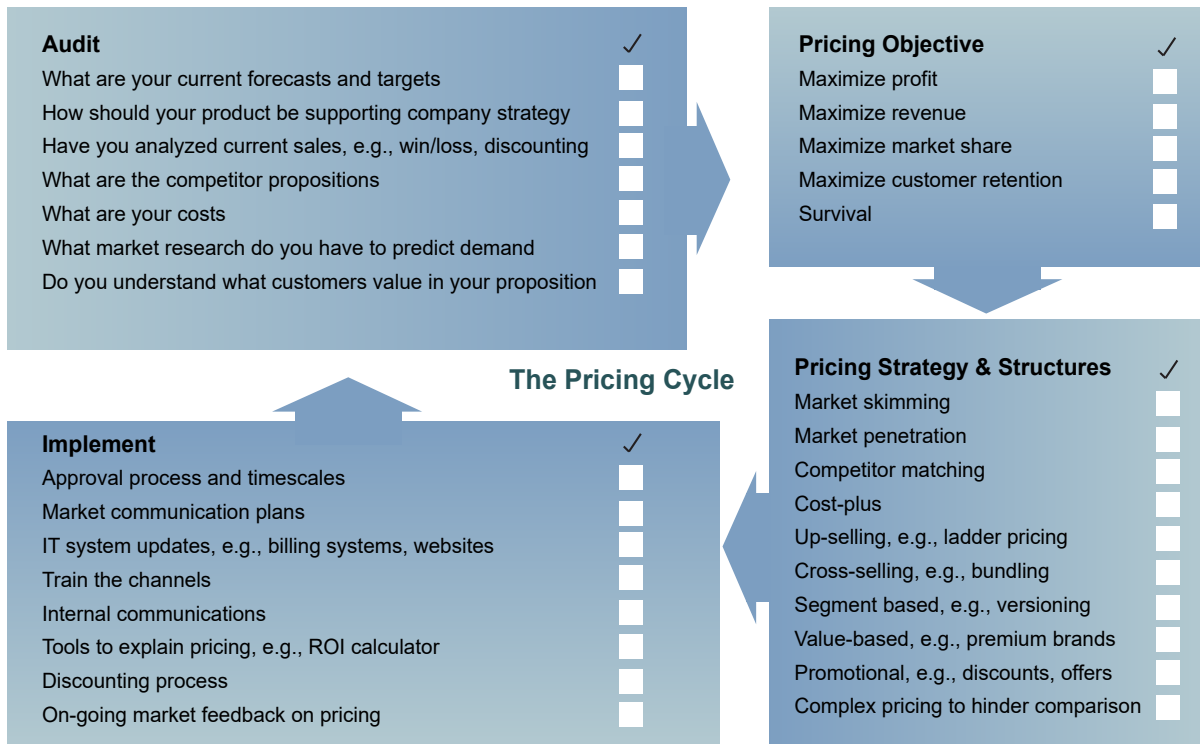 Audit ✓
What are your current forecasts and targets
How should your product be supporting company strategy
Have you analyzed current sales, e.g., win/loss, discounting
What are the competitor propositions
What are your costs
What market research do you have to predict demand
Do you understand what customers value in your proposition
Pricing Objective ✓
Maximize profit
Maximize revenue
Maximize market share
Maximize customer retention
Survival
The Pricing Cycle
Pricing Strategy & Structures ✓
Market skimming
Market penetration
Competitor matching
Cost-plus
Up-selling, e.g., ladder pricing
Cross-selling, e.g., bundling
Segment based, e.g., versioning
Value-based, e.g., premium brands
Promotional, e.g., discounts, offers
Complex pricing to hinder comparison
Implement ✓
Approval process and timescales
Market communication plans
IT system updates, e.g., billing systems, websites
Train the channels
Internal communications
Tools to explain pricing, e.g., ROI calculator
Discounting process
On-going market feedback on pricing